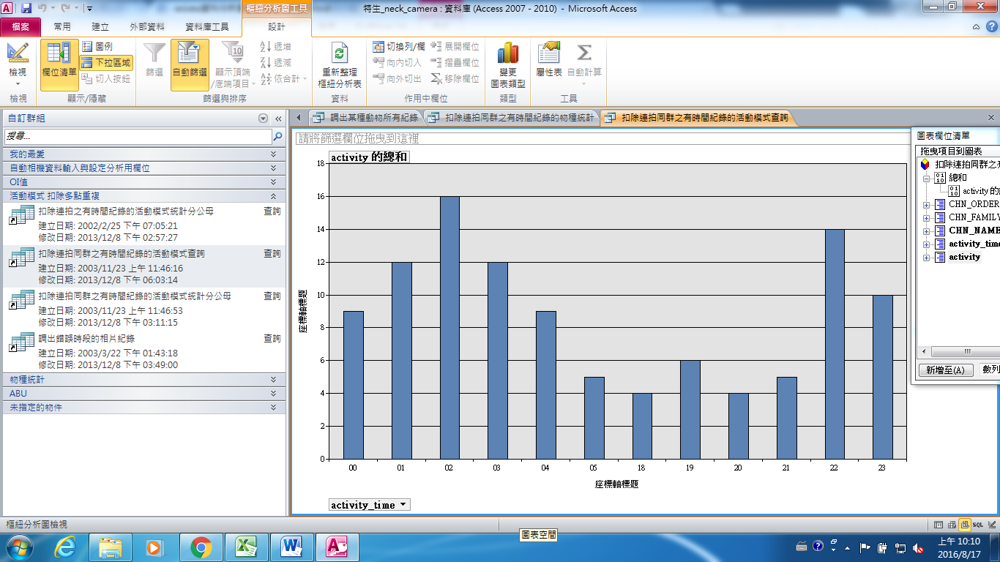 樞紐分析圖工具
特生_neck_camera : 資料庫 (Access 2007 - 2010) - Microsoft Access
檔案 常用 建立 外部資料 資料庫工具 設計
檢視
欄位清單
圖例
下拉區域
切入按鈕
篩選
自動篩選
顯示頂端
/底端項目
遞增
遞減
依合計
重新整理
樞紐分析表
切換列/欄
向內切入
向外切出
展開欄位
摺疊欄位
移除欄位
變更
圖表類型
屬性表
自動計算
檢視 顯示/隱藏 篩選與排序 資料 作用中欄位 類型 工具
自訂群組
搜尋...
我的最愛
自動相機資料輸入與設定分析用欄位
OI值
活動模式 扣除多點重複
扣除連拍之有時間紀錄的活動模式統計分公母 查詢
建立日期: 2002/2/25 下午 07:05:21
修改日期: 2013/12/8 下午 02:57:27
扣除連拍同群之有時間紀錄的活動模式查詢 查詢
建立日期: 2003/11/23 上午 11:46:16
修改日期: 2013/12/8 下午 06:03:14
扣除連拍同群之有時間紀錄的活動模式統計分公母 查詢
建立日期: 2003/11/23 上午 11:46:53
修改日期: 2013/12/8 下午 03:11:15
調出錯誤時段的相片紀錄 查詢
建立日期: 2003/3/22 下午 01:43:18
修改日期: 2013/12/8 下午 03:49:00
物種統計
ABU
未指定的物件
調出某種動物所有紀錄 扣除連拍同群之有時間紀錄的物種統計 扣除連拍同群之有時間紀錄的活動模式查詢
請將篩選欄位拖曳到這裡
activity 的總和
18
16
14
12
10
8
6
4
2
0
座標軸標題
00 01 02 03 04 05 18 19 20 21 22 23
座標軸標題
activity_time
圖表欄位清單
拖曳項目到圖表
扣除連拍同群之
總和
activity 的
CHN_ORDER
CHN_FAMILY
CHN_NAME
activity_time
activity
新增至(A) 數列
樞紐分析圖檢視
SQL
圖表空間
上午 10:10
2016/8/17